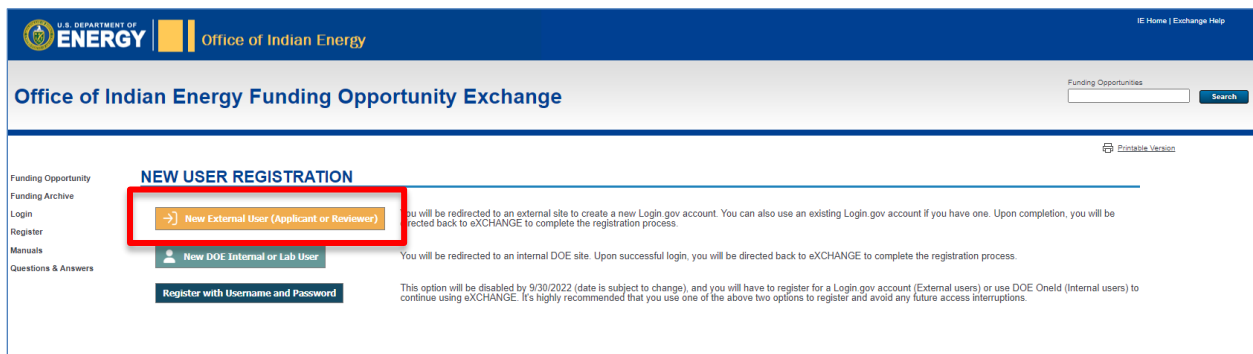 IE Home | Exchange Help
U.S. DEPARTMENT OF
ENERGY
Office of Indian Energy
Office of Indian Energy Funding Opportunity Exchange
Funding Opportunities
Search
Printable Version
Funding Opportunity
Funding Archive
Login
Register
Manuals
Questions & Answers
NEW USER REGISTRATION
New External User (Applicant or Reviewer)
You will be redirected to an external site to create a new Login.gov account. You can also use an existing Login.gov account if you have one. Upon completion, you will be
directed back to eXCHANGE to complete the registration process.
New DOE Internal or Lab User
You will be redirected to an internal DOE site. Upon successful login, you will be directed back to eXCHANGE to complete the registration process.
Register with Username and Password
This option will be disabled by 9/30/2022 (date is subject to change), and you will have to register for a Login.gov account (External users) or use DOE OneId (Internal users) to
continue using eXCHANGE. It's highly recommended that you use one of the above two options to register and avoid any future access interruptions.